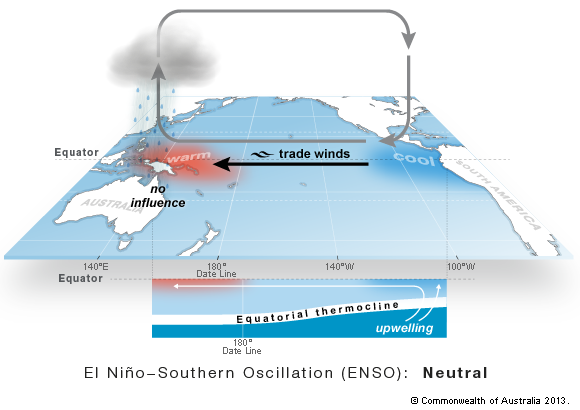 Equator
warm
trade winds
cool
no
influence
AUSTRALIA
SOUTH AMERICA
140°E
180°
Date Line
140°W
100°W
Equator
Equatorial thermocline
upwelling
180°
Date Line
El Niño–Southern Oscillation (ENSO): Neutral
© Commonwealth of Australia 2013.